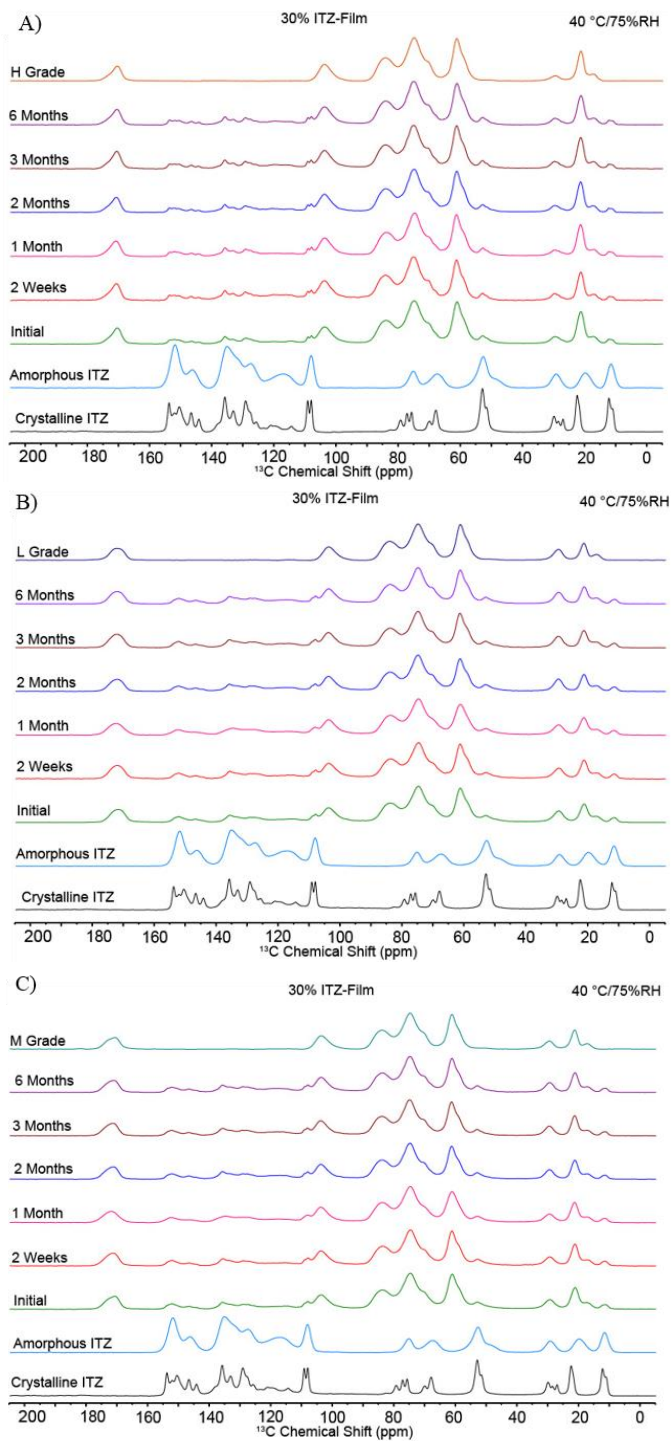 A)
30% ITZ-Film 40 °C/75%RH
H Grade
6 Months
3 Months
2 Months
1 Month
2 Weeks
Initial
Amorphous ITZ
Crystalline ITZ
200 180 160 140 120 100 80 60 40 20 0
¹³C Chemical Shift (ppm)
B)
30% ITZ-Film 40 °C/75%RH
L Grade
6 Months
3 Months
2 Months
1 Month
2 Weeks
Initial
Amorphous ITZ
Crystalline ITZ
200 180 160 140 120 100 80 60 40 20 0
¹³C Chemical Shift (ppm)
C)
30% ITZ-Film 40 °C/75%RH
M Grade
6 Months
3 Months
2 Months
1 Month
2 Weeks
Initial
Amorphous ITZ
Crystalline ITZ
200 180 160 140 120 100 80 60 40 20 0
¹³C Chemical Shift (ppm)